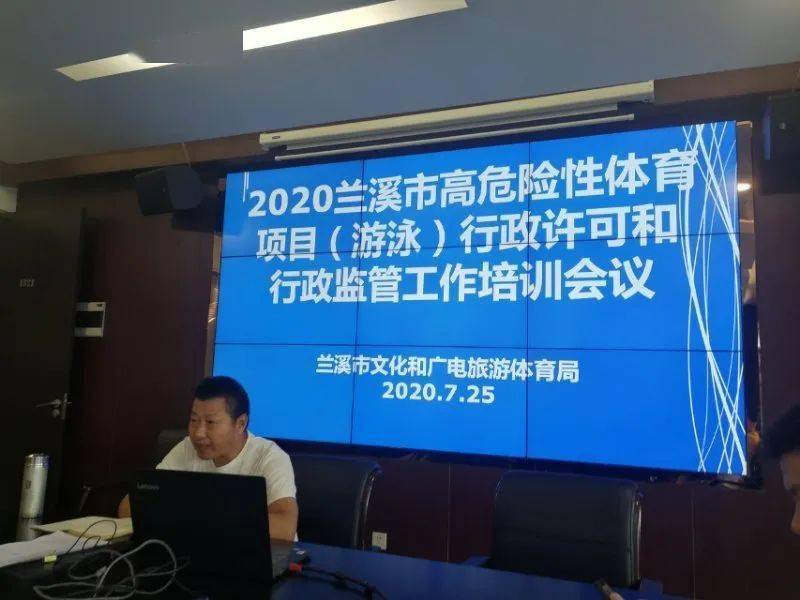 2020兰溪市高危险性体育
项目（游泳）行政许可和
行政监管工作培训会议
兰溪市文化和广电旅游体育局
2020.7.25
Lenovo